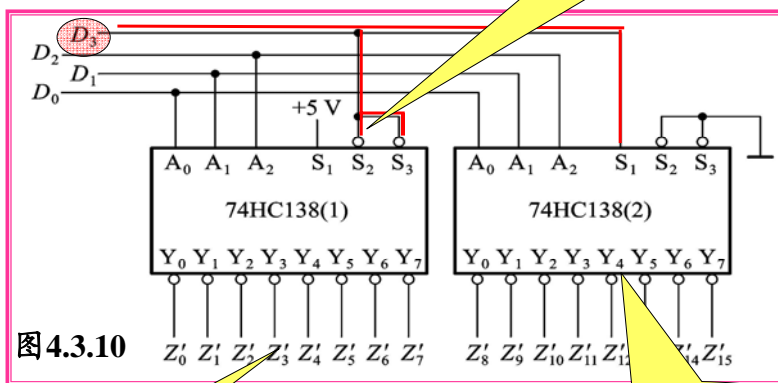 D₃
D₂
D₁
D₀
+5 V
A₀ A₁ A₂ S₁ S₂ S₃
A₀ A₁ A₂ S₁ S₂ S₃
74HC138(1)
74HC138(2)
Y₀ Y₁ Y₂ Y₃ Y₄ Y₅ Y₆ Y₇
Y₀ Y₁ Y₂ Y₃ Y₄ Y₅ Y₆ Y₇
图4.3.10
Z′₀ Z′₁ Z′₂ Z′₃ Z′₄ Z′₅ Z′₆ Z′₇
Z′₈ Z′₉ Z′₁₀ Z′₁₁ Z′₁₂ Z′₁₅